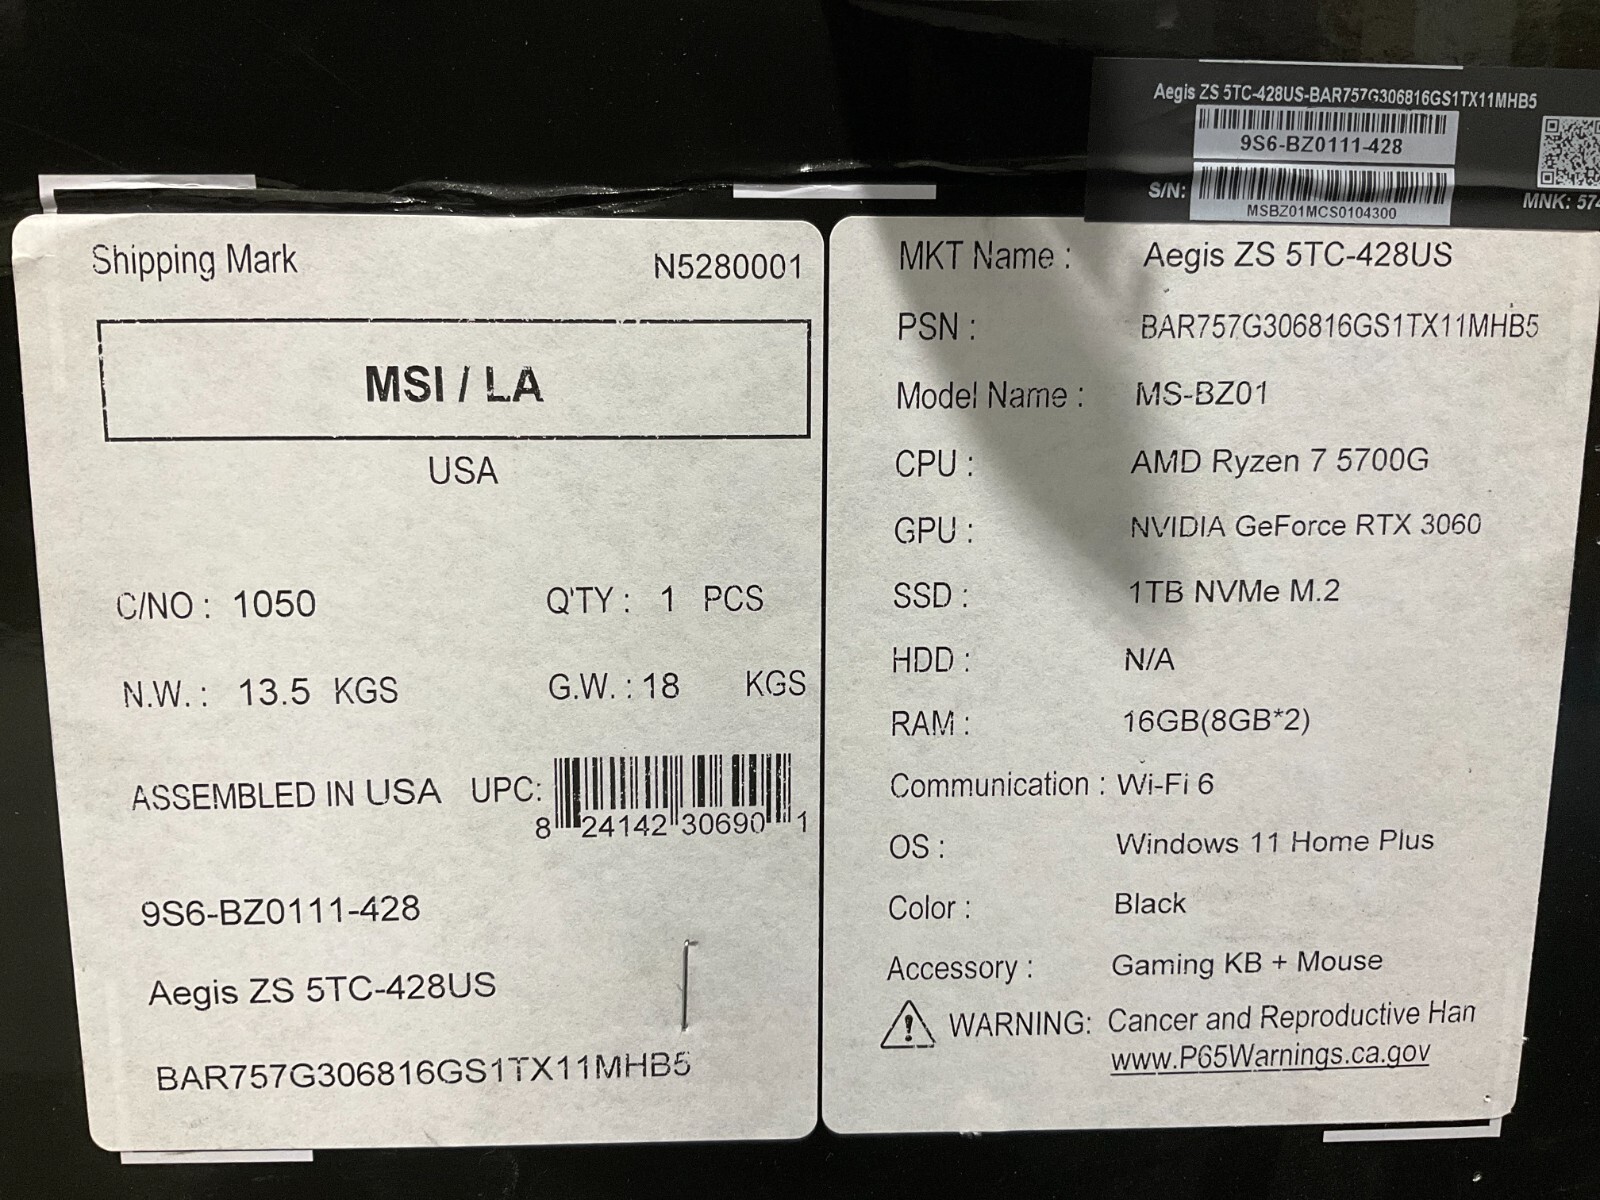 Aegis ZS 5TC-428US-BAR757G306816GS1TX11MHB5
9S6-BZ0111-428
S/N:
MSBZ01MCS0104300
MNK: 574
Shipping Mark N5280001
MSI / LA
USA
C/NO : 1050 Q'TY : 1 PCS
N.W. : 13.5 KGS G.W. : 18 KGS
ASSEMBLED IN USA UPC:
8 24142 30690 1
9S6-BZ0111-428
Aegis ZS 5TC-428US
BAR757G306816GS1TX11MHB5
MKT Name : Aegis ZS 5TC-428US
PSN : BAR757G306816GS1TX11MHB5
Model Name : MS-BZ01
CPU : AMD Ryzen 7 5700G
GPU : NVIDIA GeForce RTX 3060
SSD : 1TB NVMe M.2
HDD : N/A
RAM : 16GB(8GB*2)
Communication : Wi-Fi 6
OS : Windows 11 Home Plus
Color : Black
Accessory : Gaming KB + Mouse
WARNING: Cancer and Reproductive Han
www.P65Warnings.ca.gov